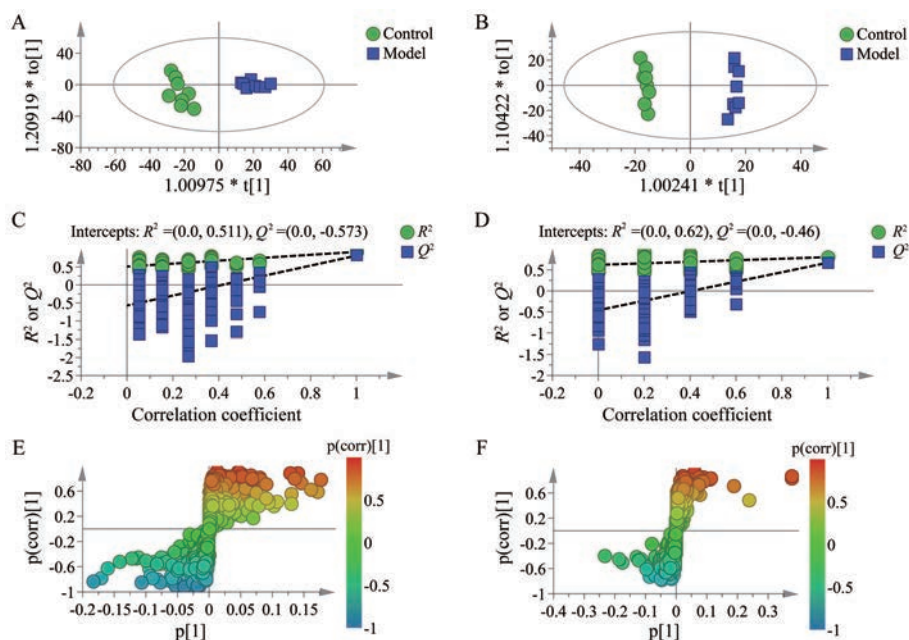 A
Control
Model
1.20919 * to[1]
80
40
0
-40
-80
-80 -60 -40 -20 0 20 40 60
1.00975 * t[1]
B
Control
Model
1.10422 * to[1]
40
20
0
-20
-40
-40 -20 0 20 40
1.00241 * t[1]
C
Intercepts: R² =(0.0, 0.511), Q² =(0.0, -0.573)
R²
Q²
R² or Q²
0.5
0
-0.5
-1
-1.5
-2
-2.5
-0.2 0 0.2 0.4 0.6 0.8 1
Correlation coefficient
D
Intercepts: R² =(0.0, 0.62), Q² =(0.0, -0.46)
R²
Q²
R² or Q²
0.5
0
-0.5
-1
-1.5
-2
-0.2 0 0.2 0.4 0.6 0.8 1
Correlation coefficient
E
p(corr)[1]
p(corr)[1]
0.6
0.2
-0.2
-0.6
-1
-0.2 -0.15 -0.1 -0.05 0 0.05 0.1 0.15
p[1]
0.5
0
-0.5
-1
F
p(corr)[1]
p(corr)[1]
0.6
0.2
-0.2
-0.6
-1
-0.4 -0.3 -0.2 -0.1 0 0.1 0.2 0.3
p[1]
0.5
0
-0.5
-1